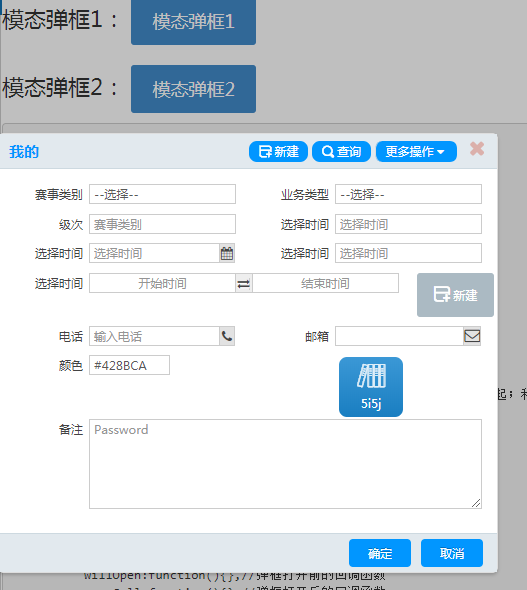 模态弹框1： 模态弹框1
模态弹框2： 模态弹框2
我的 新建 查询 更多操作
赛事类别 --选择-- 业务类型 --选择--
级次 赛事类别 选择时间 选择时间
选择时间 选择时间 选择时间 选择时间
选择时间 开始时间 结束时间 新建
电话 输入电话 邮箱
颜色 #428BCA
起；
5i5j
备注 Password
确定 取消
willOpen:function(){},//弹框打开前的回调函数